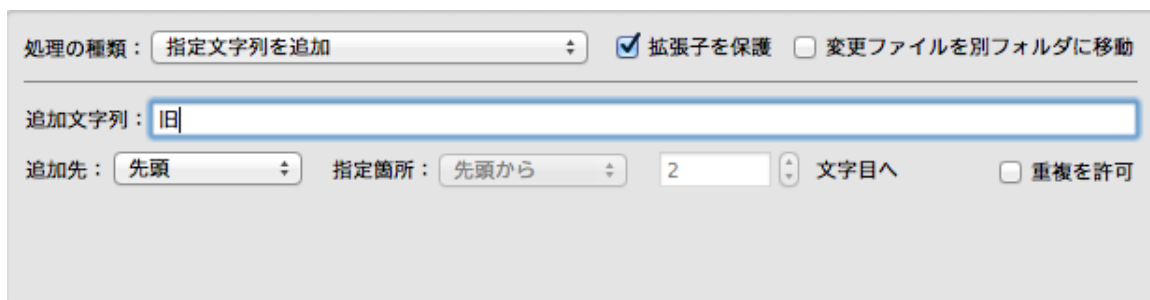 処理の種類： 指定文字列を追加 拡張子を保護 変更ファイルを別フォルダに移動
追加文字列： 旧
追加先： 先頭 指定箇所： 先頭から 2 文字目へ 重複を許可